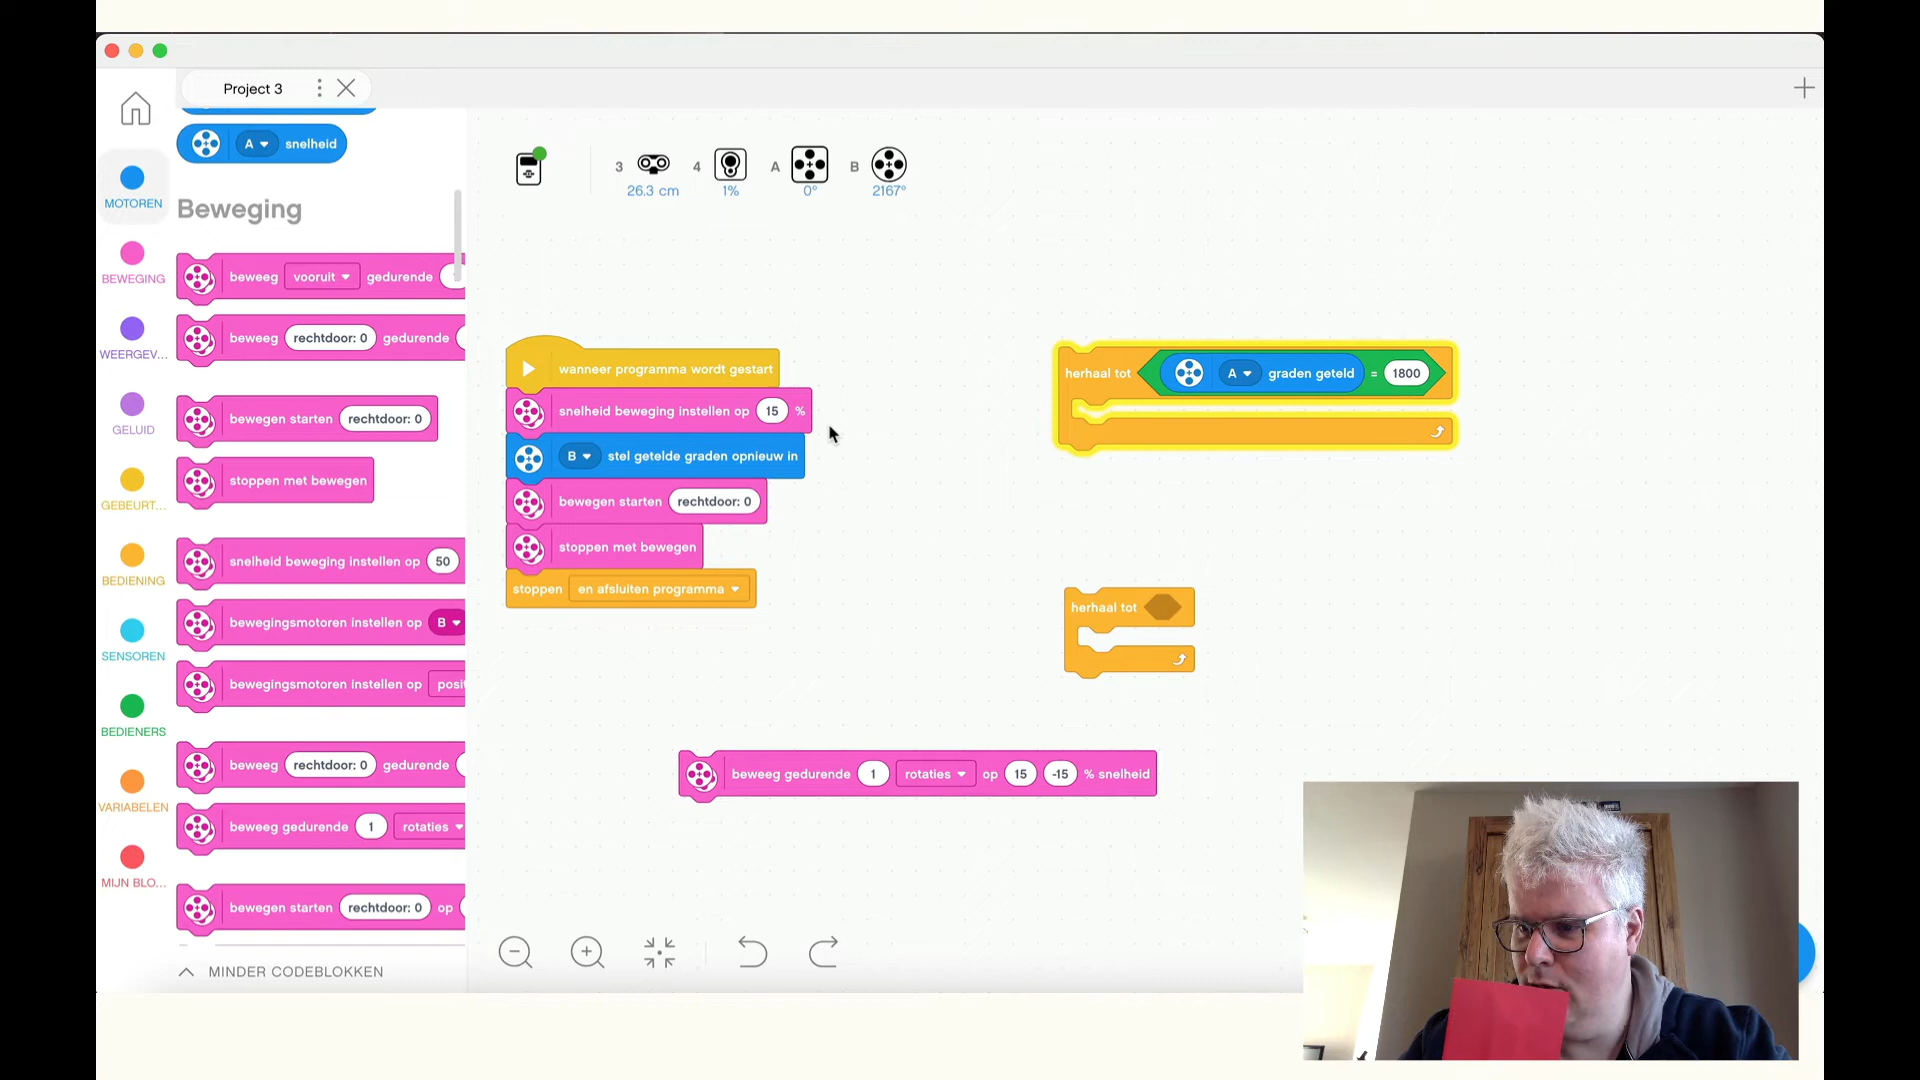 Project 3
3
26.3 cm
4
1%
A
0°
B
2167°
MOTOREN
BEWEGING
WEERGEV...
GELUID
GEBEURT...
BEDIENING
SENSOREN
BEDIENERS
VARIABELEN
MIJN BLO...
A snelheid
Beweging
beweeg vooruit gedurende
beweeg rechtdoor: 0 gedurende
bewegen starten rechtdoor: 0
stoppen met bewegen
snelheid beweging instellen op 50
bewegingsmotoren instellen op B
bewegingsmotoren instellen op
beweeg rechtdoor: 0 gedurende
beweeg gedurende 1 rotaties
bewegen starten rechtdoor: 0 op
MINDER CODEBLOKKEN
wanneer programma wordt gestart
snelheid beweging instellen op 15 %
B stel getelde graden opnieuw in
bewegen starten rechtdoor: 0
stoppen met bewegen
stoppen en afsluiten programma
herhaal tot A graden geteld = 1800
herhaal tot
beweeg gedurende 1 rotaties op 15 -15 % snelheid